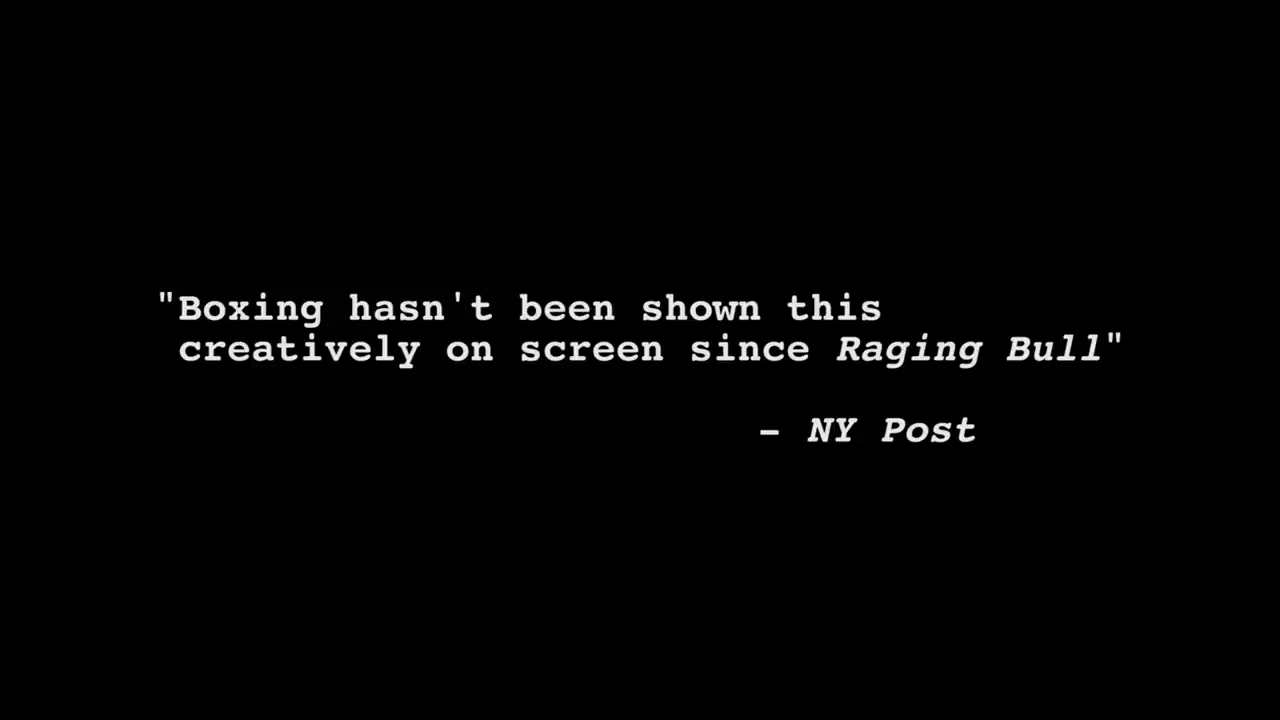 "Boxing hasn't been shown this
creatively on screen since Raging Bull"
- NY Post